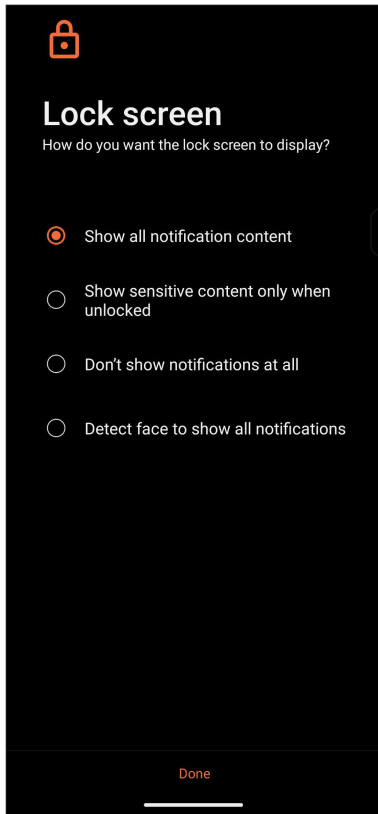 Lock screen
How do you want the lock screen to display?
Show all notification content
Show sensitive content only when
unlocked
Don't show notifications at all
Detect face to show all notifications
Done